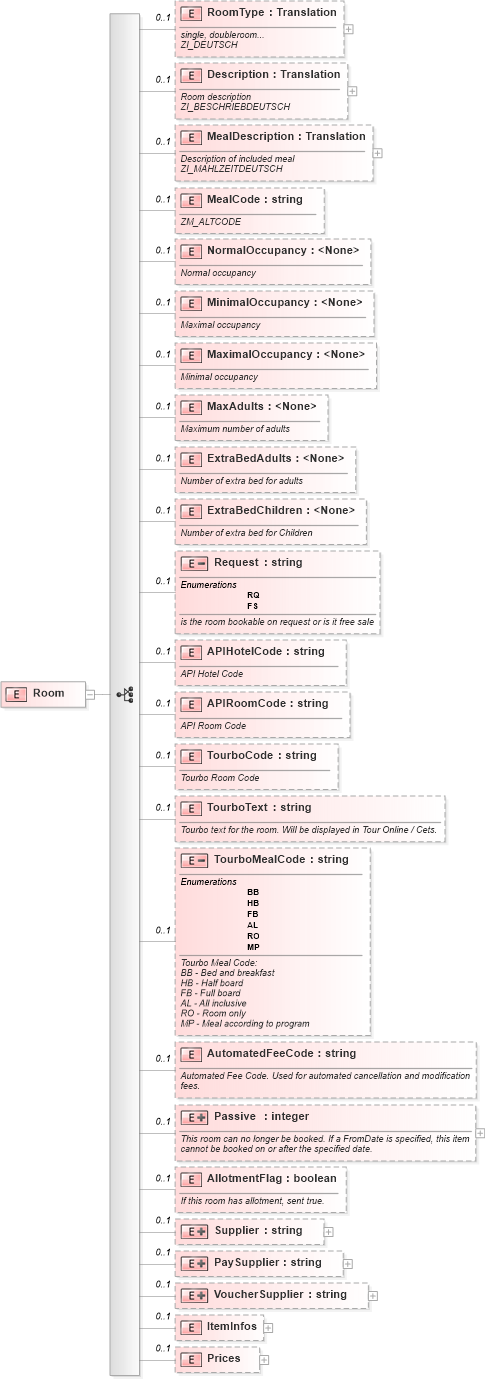 0..1
E RoomType : Translation
single, doubleroom...
ZI_DEUTSCH
0..1
E Description : Translation
Room description
ZI_BESCHRIEBDEUTSCH
0..1
E MealDescription : Translation
Description of included meal
ZI_MAHLZEITDEUTSCH
0..1
E MealCode : string
ZM_ALTCODE
0..1
E NormalOccupancy : <None>
Normal occupancy
0..1
E MinimalOccupancy : <None>
Maximal occupancy
0..1
E MaximalOccupancy : <None>
Minimal occupancy
0..1
E MaxAdults : <None>
Maximum number of adults
0..1
E ExtraBedAdults : <None>
Number of extra bed for adults
0..1
E ExtraBedChildren : <None>
Number of extra bed for Children
0..1
E Request : string
Enumerations
RQ
FS
is the room bookable on request or is it free sale
0..1
E APIHotelCode : string
API Hotel Code
E Room
0..1
E APIRoomCode : string
API Room Code
0..1
E TourboCode : string
Tourbo Room Code
0..1
E TourboText : string
Tourbo text for the room. Will be displayed in Tour Online / Gets.
0..1
E TourboMealCode : string
Enumerations
BB
HB
FB
AL
RO
MP
Tourbo Meal Code:
BB - Bed and breakfast
HB - Half board
FB - Full board
AL - All inclusive
RO - Room only
MP - Meal according to program
0..1
E AutomatedFeeCode : string
Automated Fee Code. Used for automated cancellation and modification
fees.
0..1
E Passive : integer
This room can no longer be booked. If a FromDate is specified, this item
cannot be booked on or after the specified date.
0..1
E AllotmentFlag : boolean
If this room has allotment, sent true.
0..1
E Supplier : string
0..1
E PaySupplier : string
0..1
E VoucherSupplier : string
0..1
E ItemInfos
0..1
E Prices